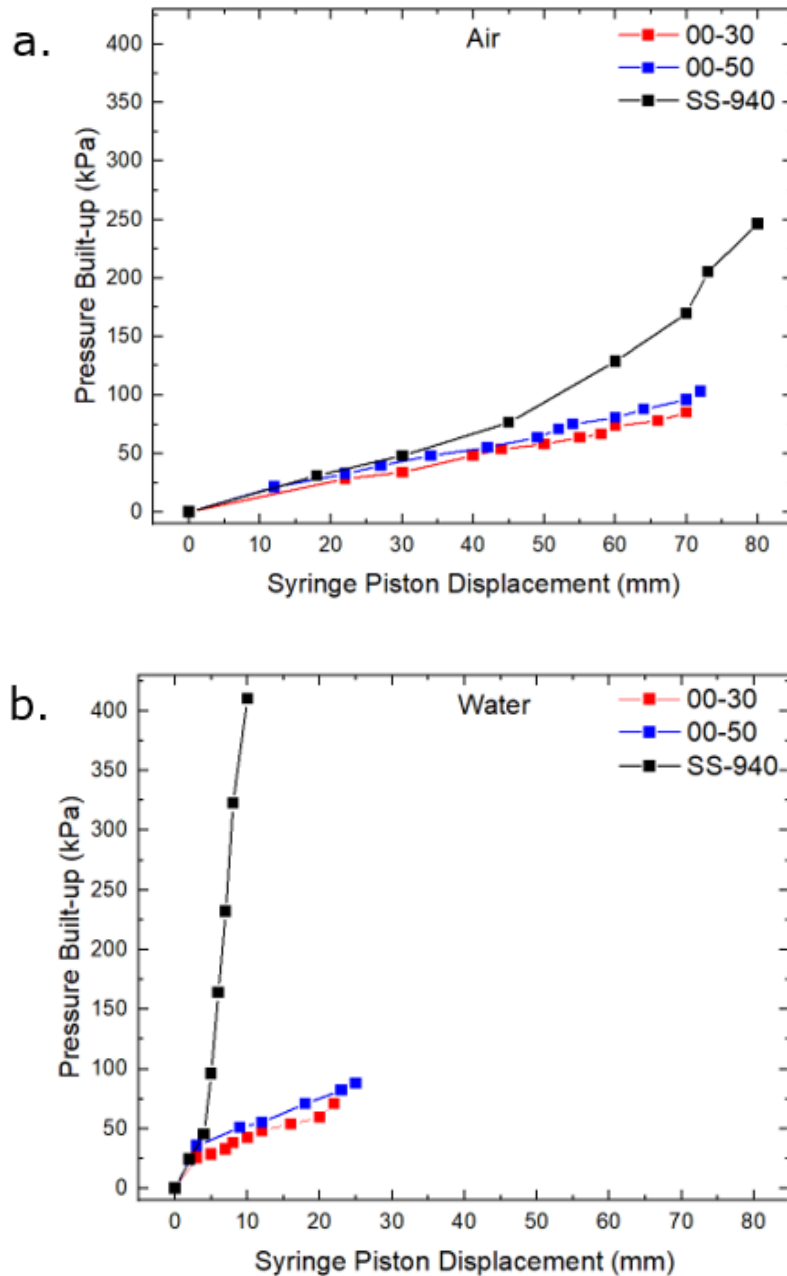 a.
Air
00-30
00-50
SS-940
400
350
300
250
200
150
100
50
0
Pressure Built-up (kPa)
0 10 20 30 40 50 60 70 80
Syringe Piston Displacement (mm)
b.
Water
00-30
00-50
SS-940
400
350
300
250
200
150
100
50
0
Pressure Built-up (kPa)
0 10 20 30 40 50 60 70 80
Syringe Piston Displacement (mm)